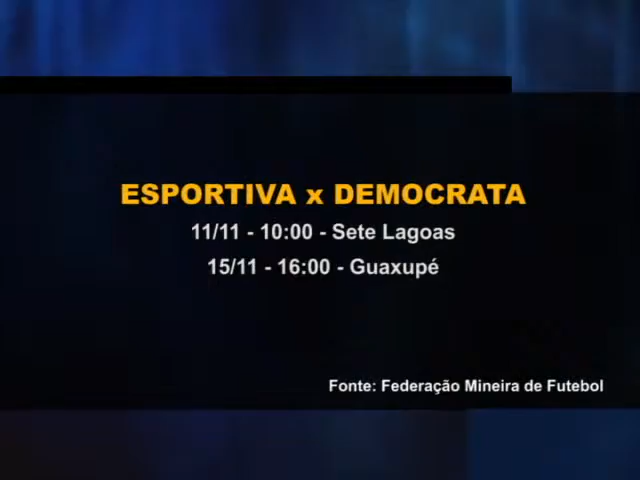 ESPORTIVA x DEMOCRATA
11/11 - 10:00 - Sete Lagoas
15/11 - 16:00 - Guaxupé
Fonte: Federação Mineira de Futebol